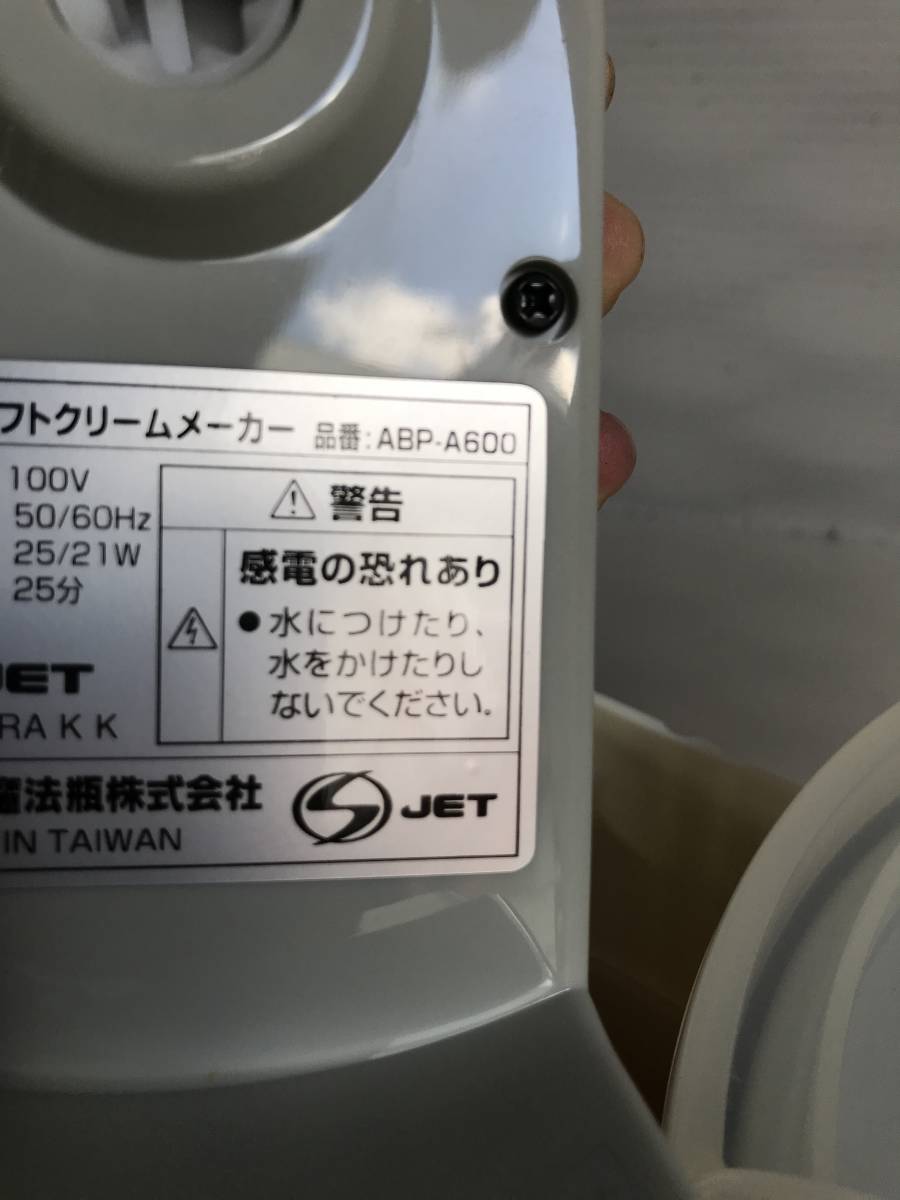 フトクリームメーカー 品番:ABP-A600
100V
50/60Hz
25/21W
25分
警告
感電の恐れあり
●水につけたり、
水をかけたりし
ないでください。
JET
RA K K
魔法瓶株式会社
JET
IN TAIWAN